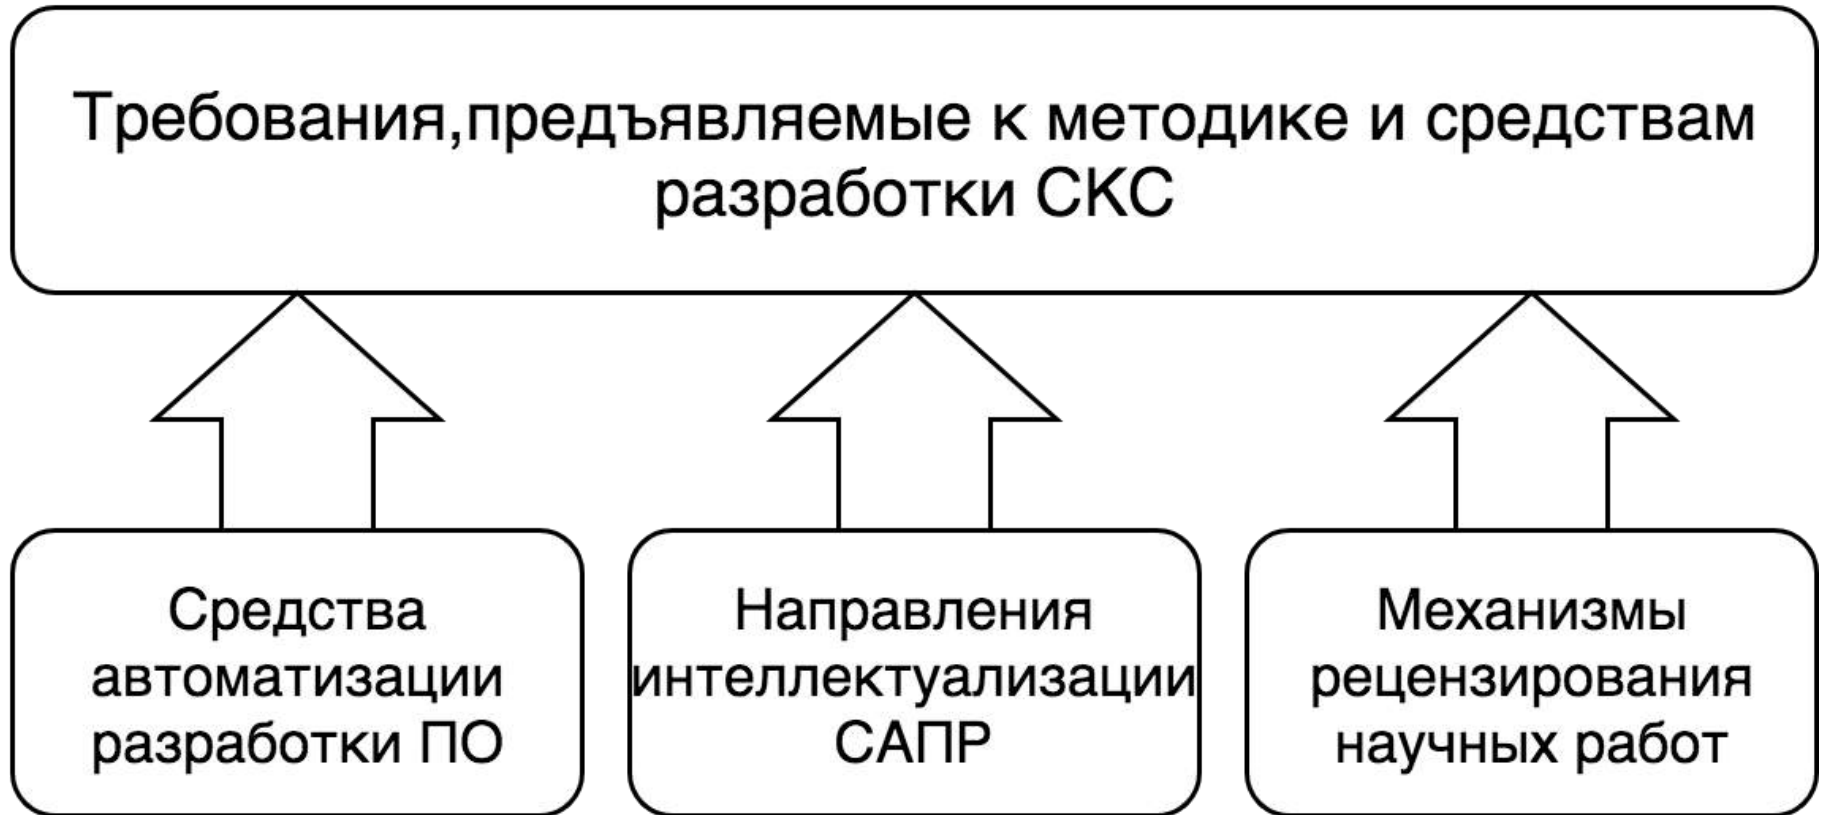 Требования,предъявляемые к методике и средствам
разработки СКС
Средства
автоматизации
разработки ПО
Направления
интеллектуализации
САПР
Механизмы
рецензирования
научных работ